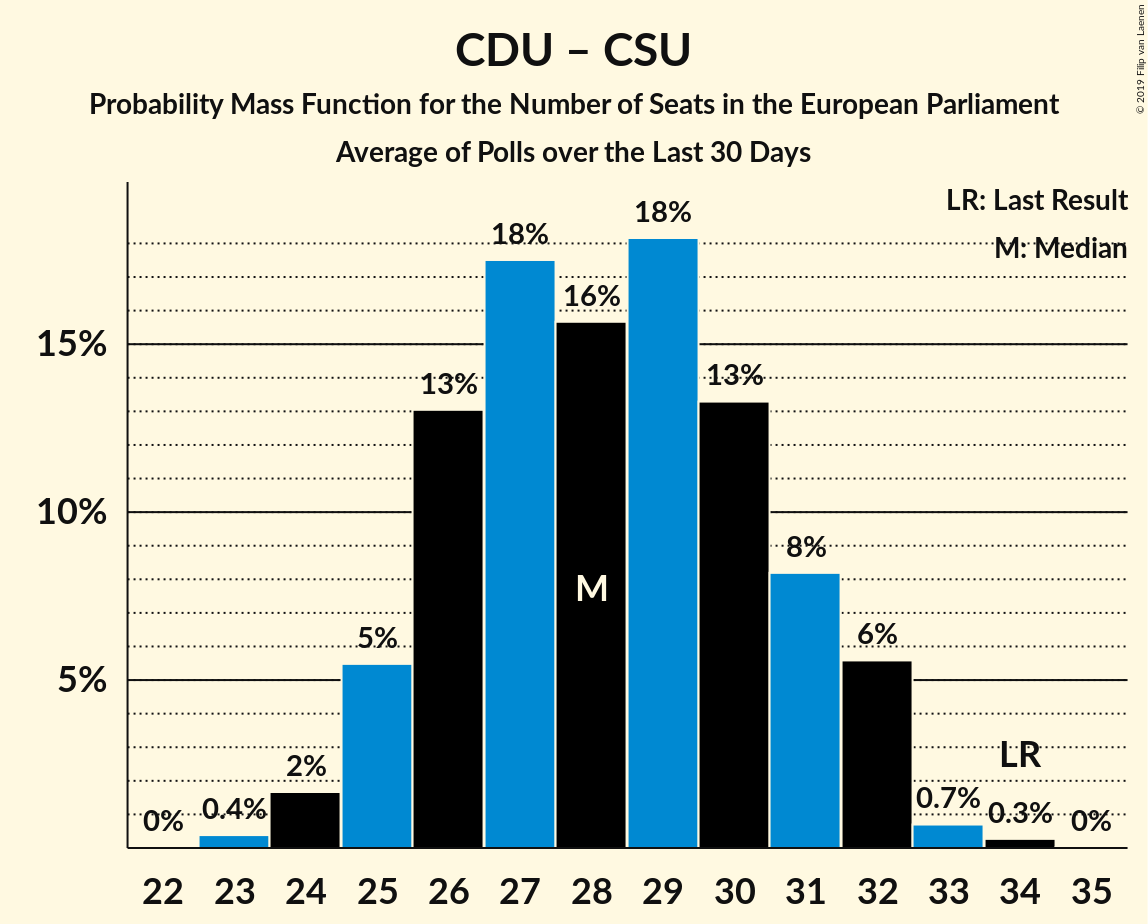 CDU – CSU
Probability Mass Function for the Number of Seats in the European Parliament
Average of Polls over the Last 30 Days
© 2019 Filip van Laenen
LR: Last Result
M: Median
15%
10%
5%
0%
0.4%
2%
5%
13%
18%
16%
18%
13%
8%
6%
0.7%
0.3%
0%
M
LR
22 23 24 25 26 27 28 29 30 31 32 33 34 35